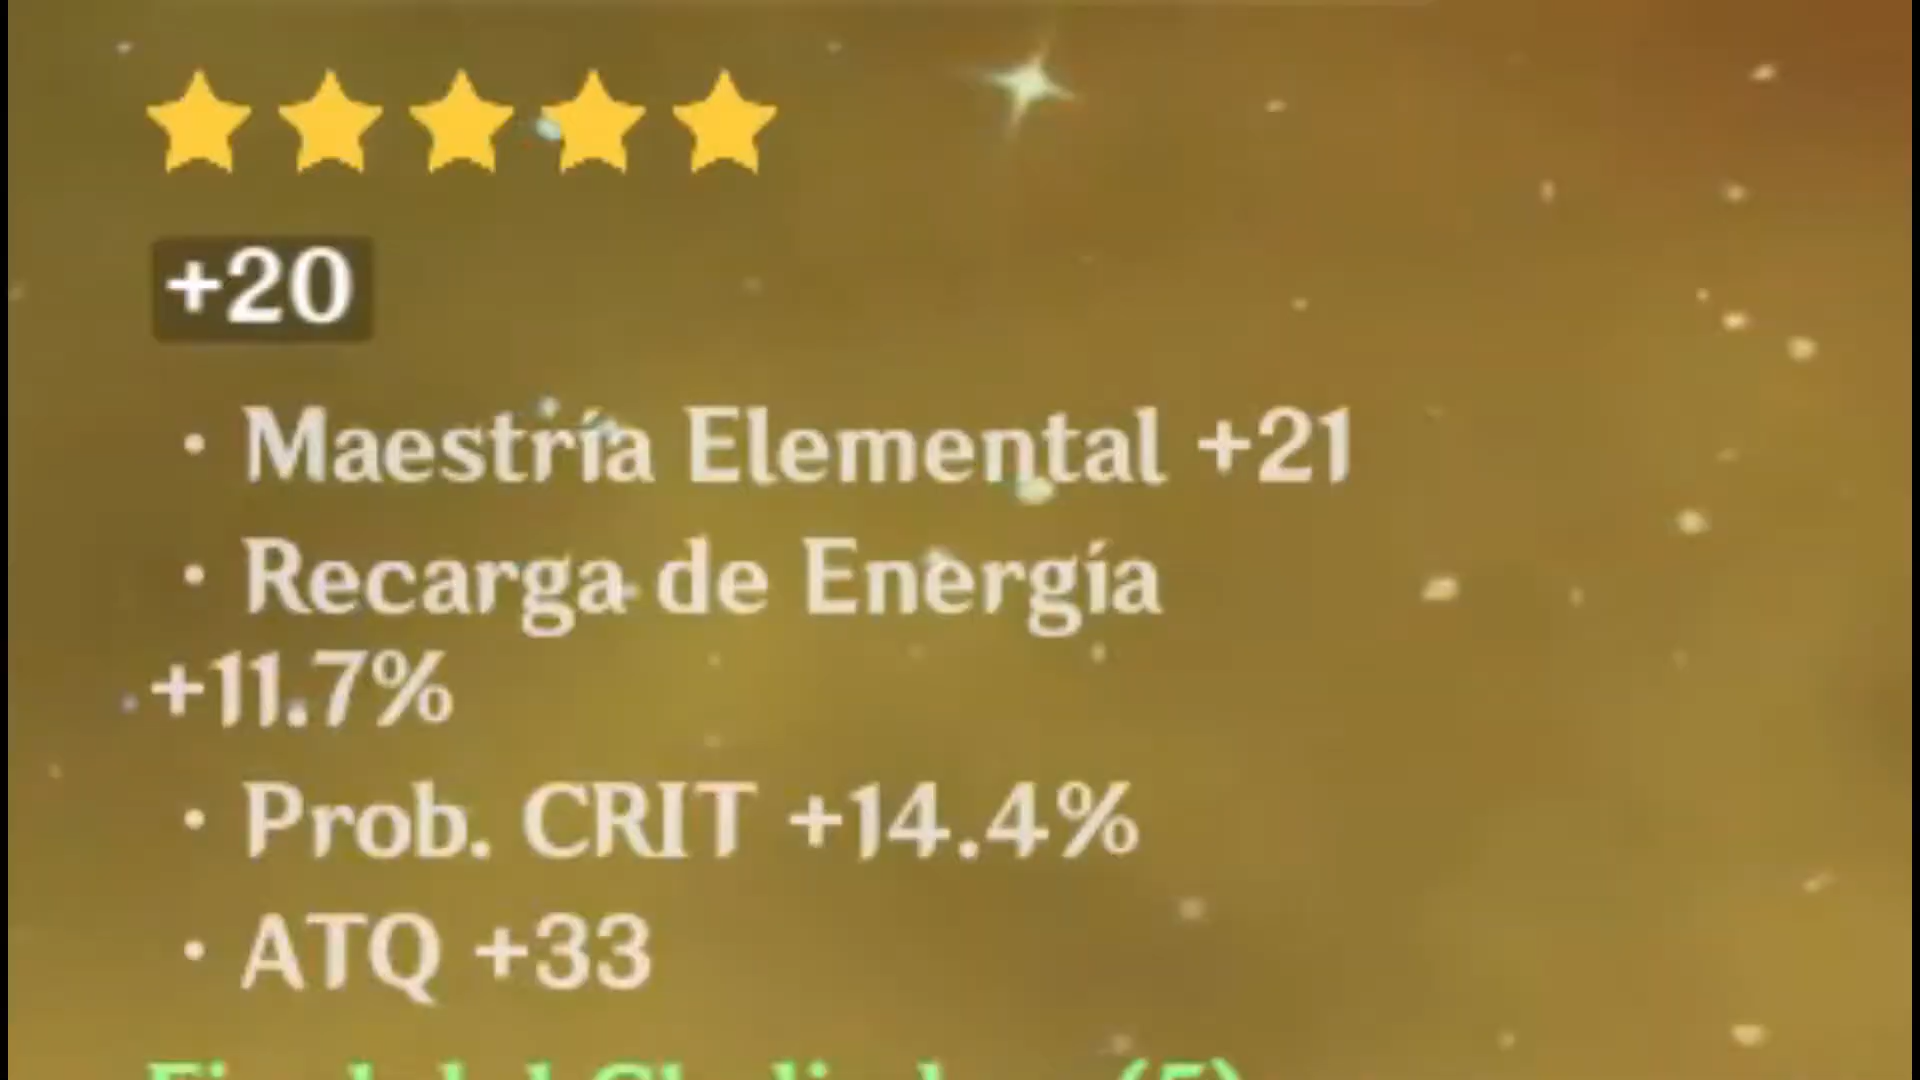 +20
· Maestría Elemental +21
· Recarga de Energía
+11.7%
· Prob. CRIT +14.4%
· ATQ +33